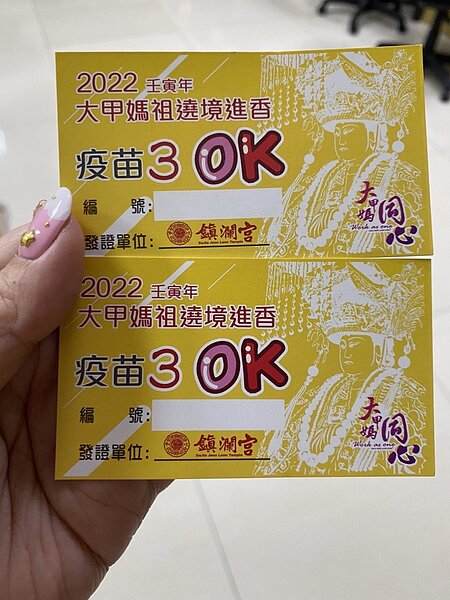 2022 壬寅年
大甲媽祖遶境進香
疫苗3 OK
編 號:
發證單位: 鎮瀾宮
DaJia Jenn Lann Temple
大甲媽 同心
Work as one
2022 壬寅年
大甲媽祖遶境進香
疫苗3 OK
編 號:
發證單位: 鎮瀾宮
DaJia Jenn Lann Temple
大甲媽 同心
Work as one